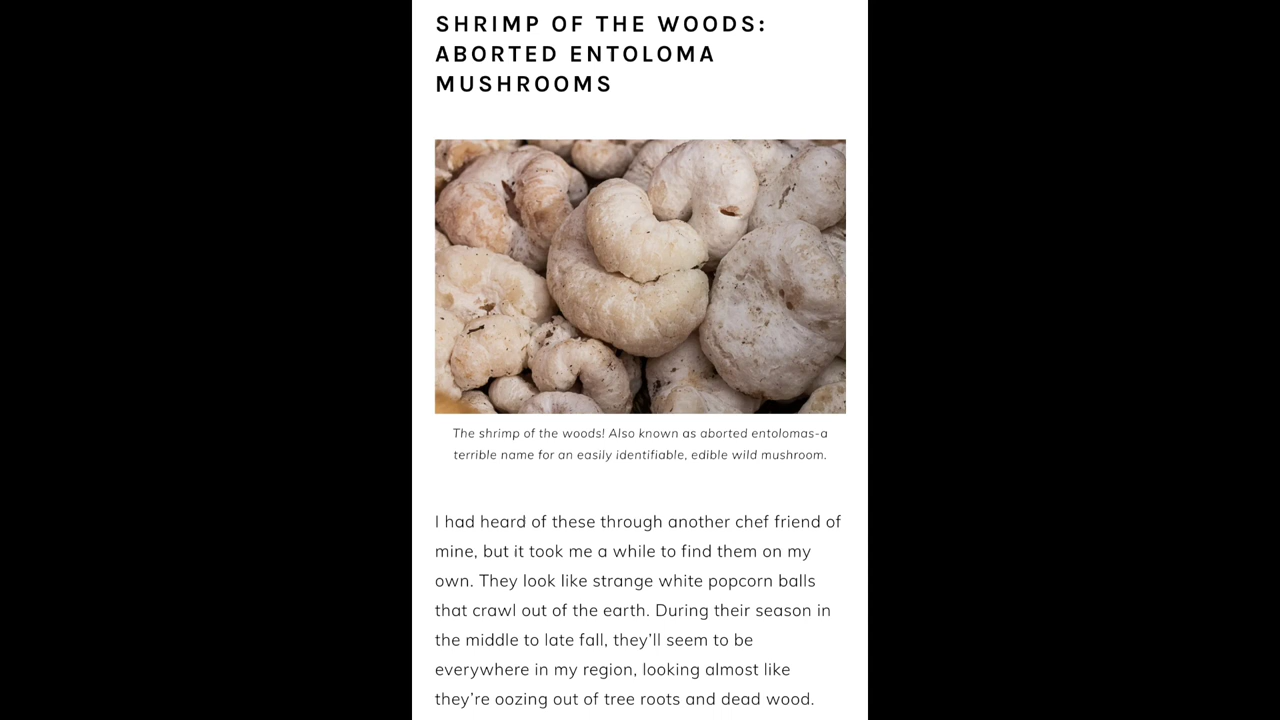 SHRIMP OF THE WOODS:
ABORTED ENTOLOMA
MUSHROOMS
The shrimp of the woods! Also known as aborted entolomas-a
terrible name for an easily identifiable, edible wild mushroom.
I had heard of these through another chef friend of
mine, but it took me a while to find them on my
own. They look like strange white popcorn balls
that crawl out of the earth. During their season in
the middle to late fall, they’ll seem to be
everywhere in my region, looking almost like
they’re oozing out of tree roots and dead wood.